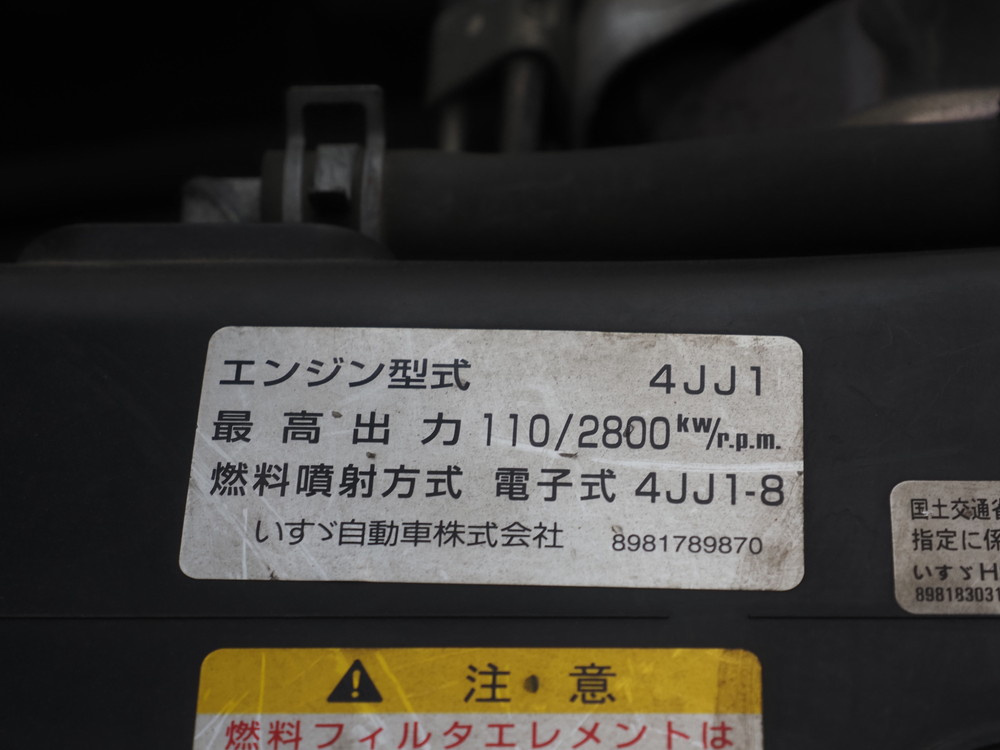 エンジン型式 4JJ1
最高出力 110/2800 kw/r.p.m.
燃料噴射方式 電子式 4JJ1-8
いすゞ自動車株式会社 8981789870
国土交通省
指定に係
いすゞH
898183031
注意
燃料フィルタエレメントは